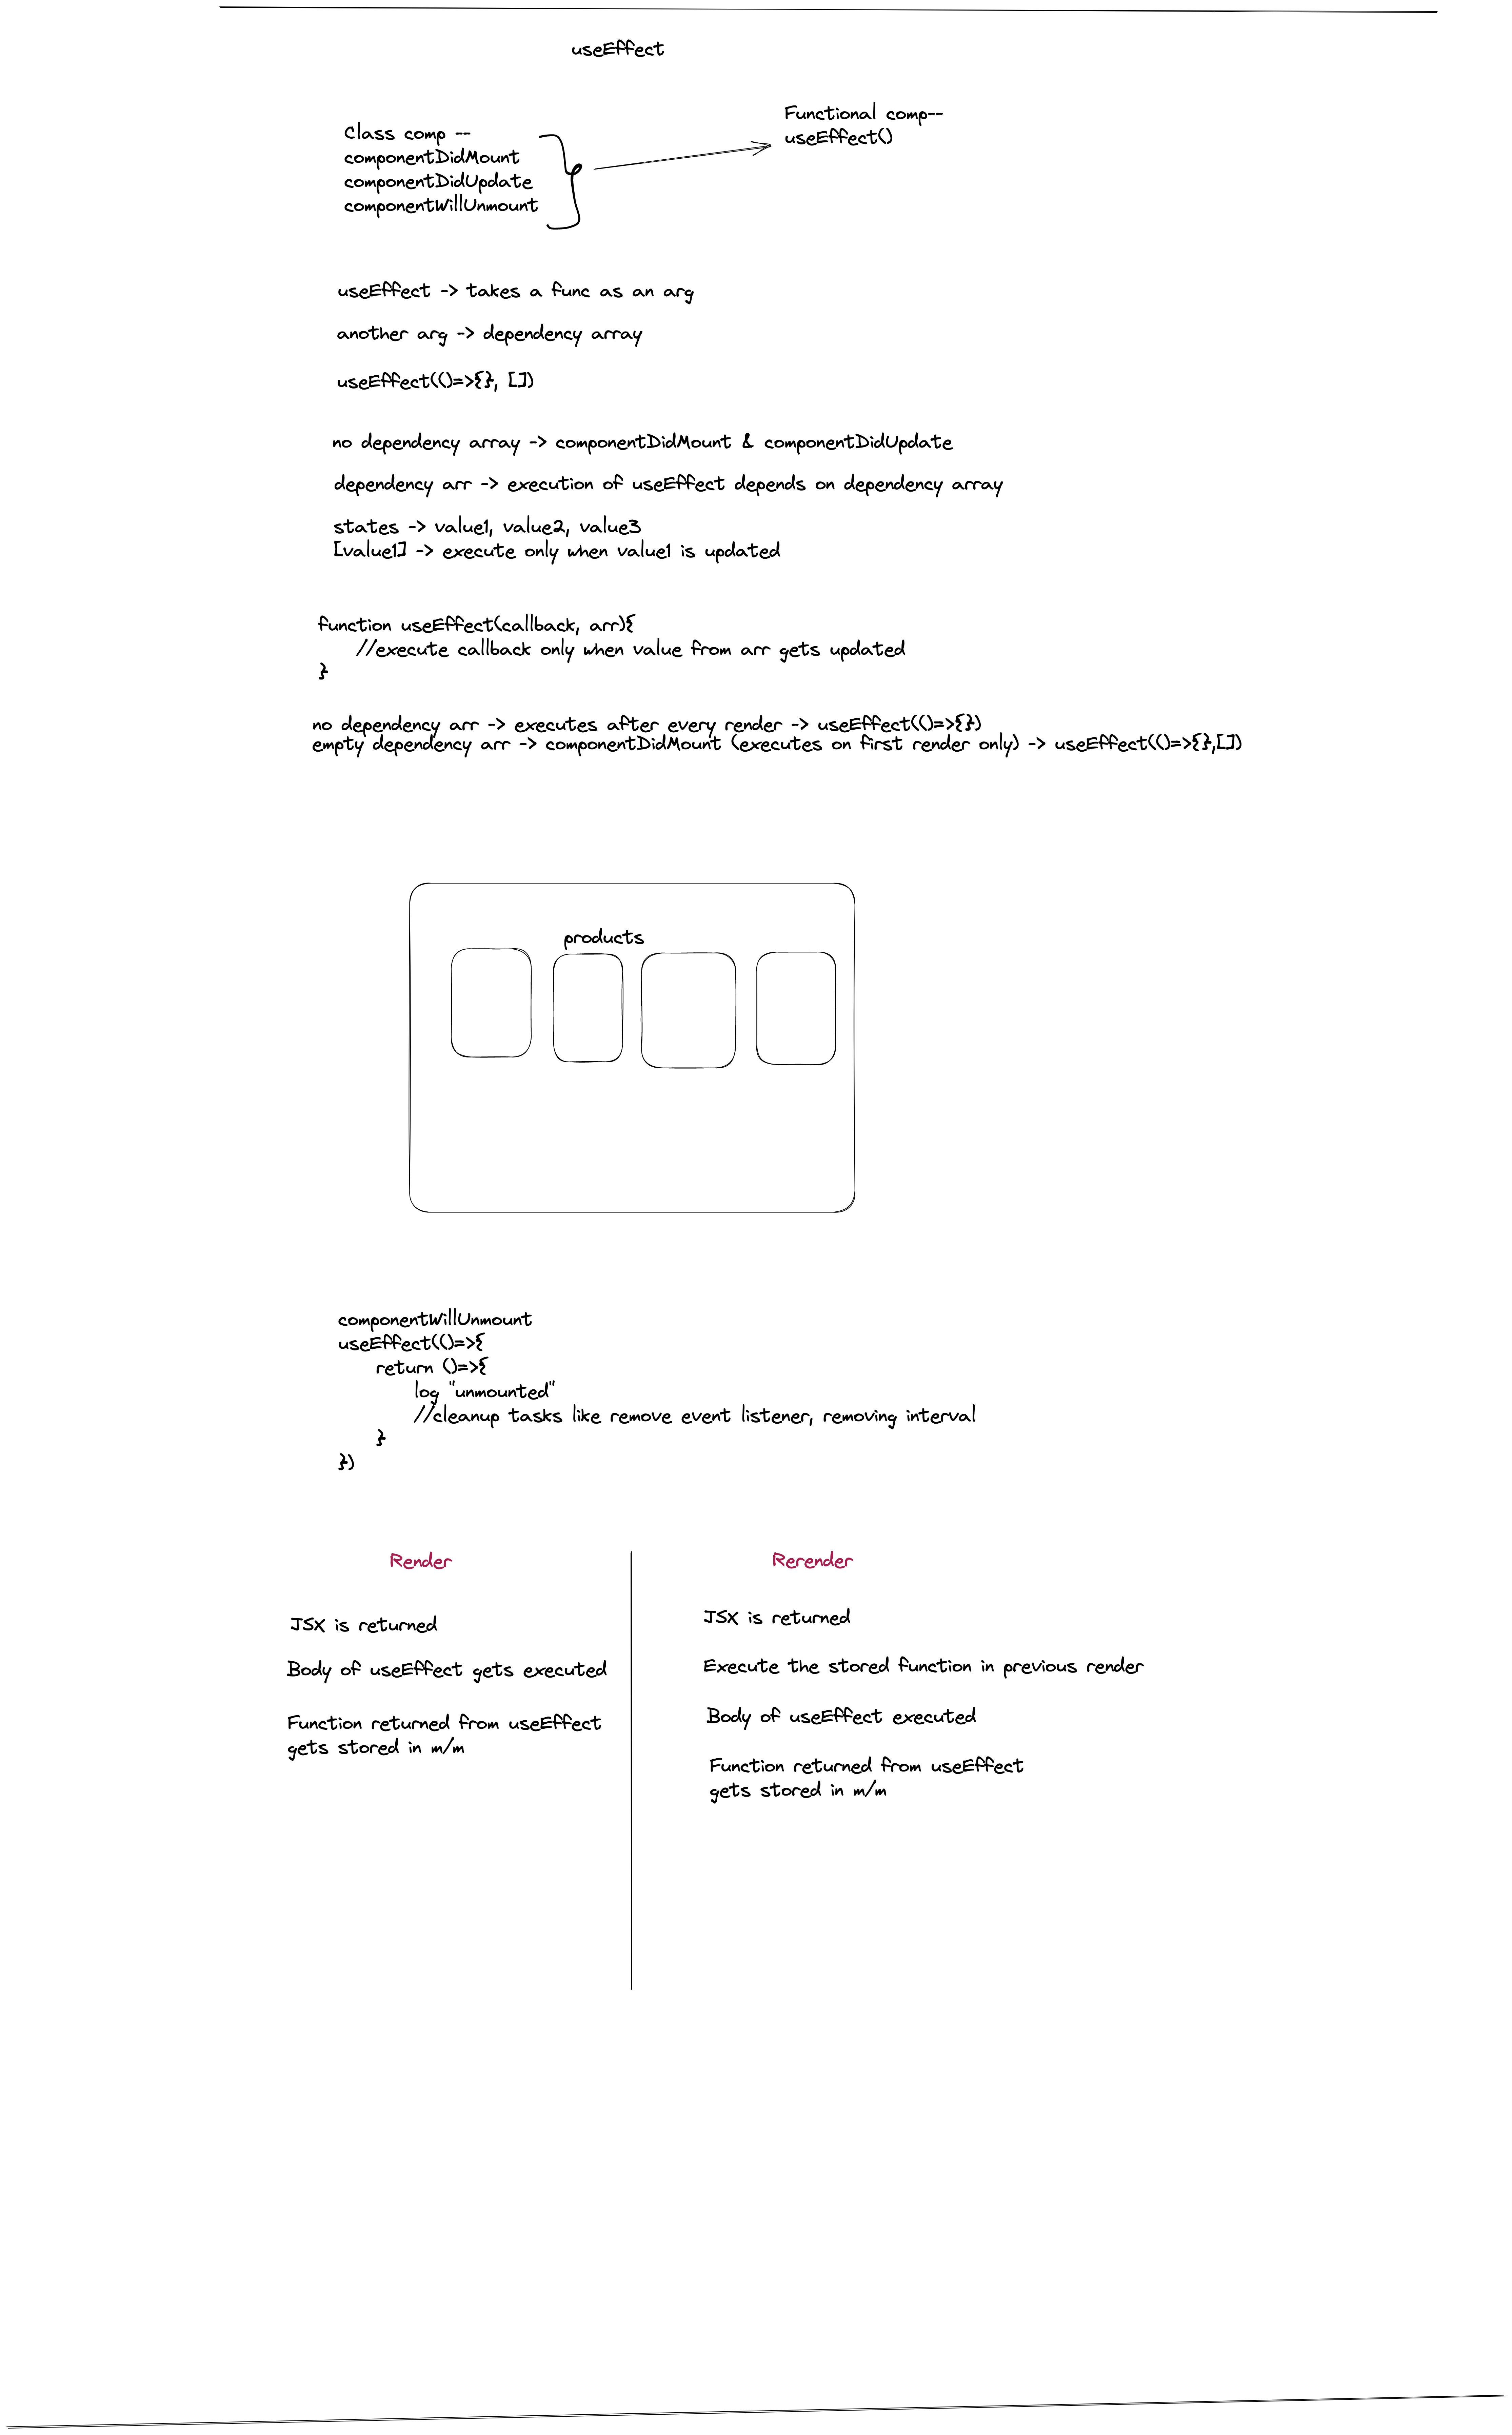 useEffect
Class comp --
componentDidMount
componentDidUpdate
componentWillUnmount
Functional comp--
useEffect()
useEffect -> takes a func as an arg
another arg -> dependency array
useEffect(()=>{}, [])
no dependency array -> componentDidMount & componentDidUpdate
dependency arr -> execution of useEffect depends on dependency array
states -> value1, value2, value3
[value1] -> execute only when value1 is updated
function useEffect(callback, arr){
//execute callback only when value from arr gets updated
}
no dependency arr -> executes after every render -> useEffect(()=>{})
empty dependency arr -> componentDidMount (executes on first render only) -> useEffect(()=>{},[])
products
componentWillUnmount
useEffect(()=>{
return ()=>{
log "unmounted"
//cleanup tasks like remove event listener, removing interval
}
})
Render
JSX is returned
Body of useEffect gets executed
Function returned from useEffect
gets stored in m/m
Rerender
JSX is returned
Execute the stored function in previous render
Body of useEffect executed
Function returned from useEffect
gets stored in m/m